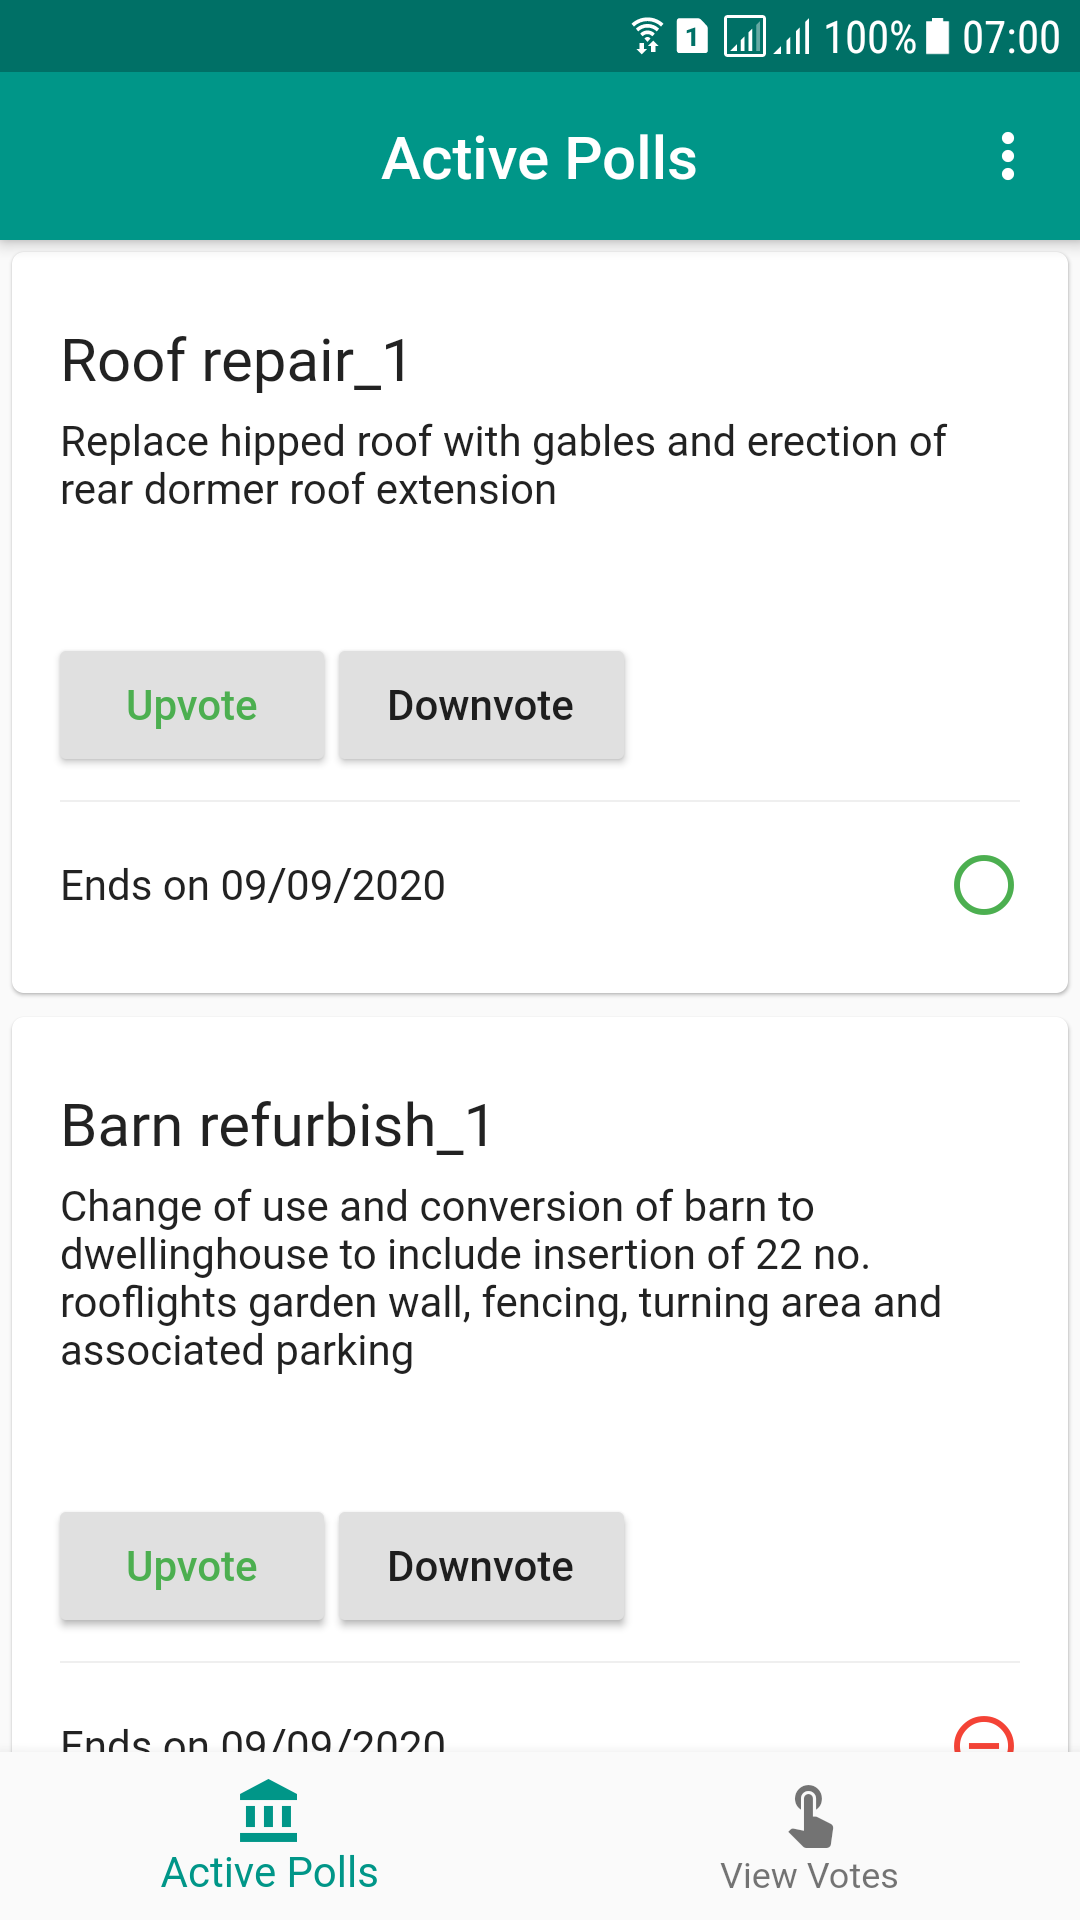 1 100% 07:00
Active Polls
Roof repair_1
Replace hipped roof with gables and erection of
rear dormer roof extension
Upvote Downvote
Ends on 09/09/2020
Barn refurbish_1
Change of use and conversion of barn to
dwellinghouse to include insertion of 22 no.
rooflights garden wall, fencing, turning area and
associated parking
Upvote Downvote
Ends on 09/09/2020
Active Polls View Votes